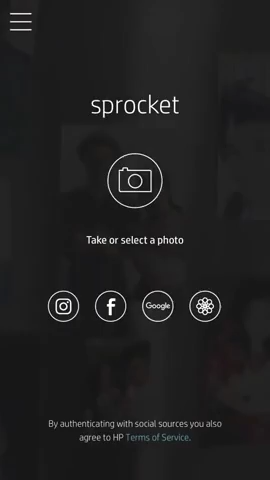 sprocket
Take or select a photo
Google
By authenticating with social sources you also
agree to HP Terms of Service.